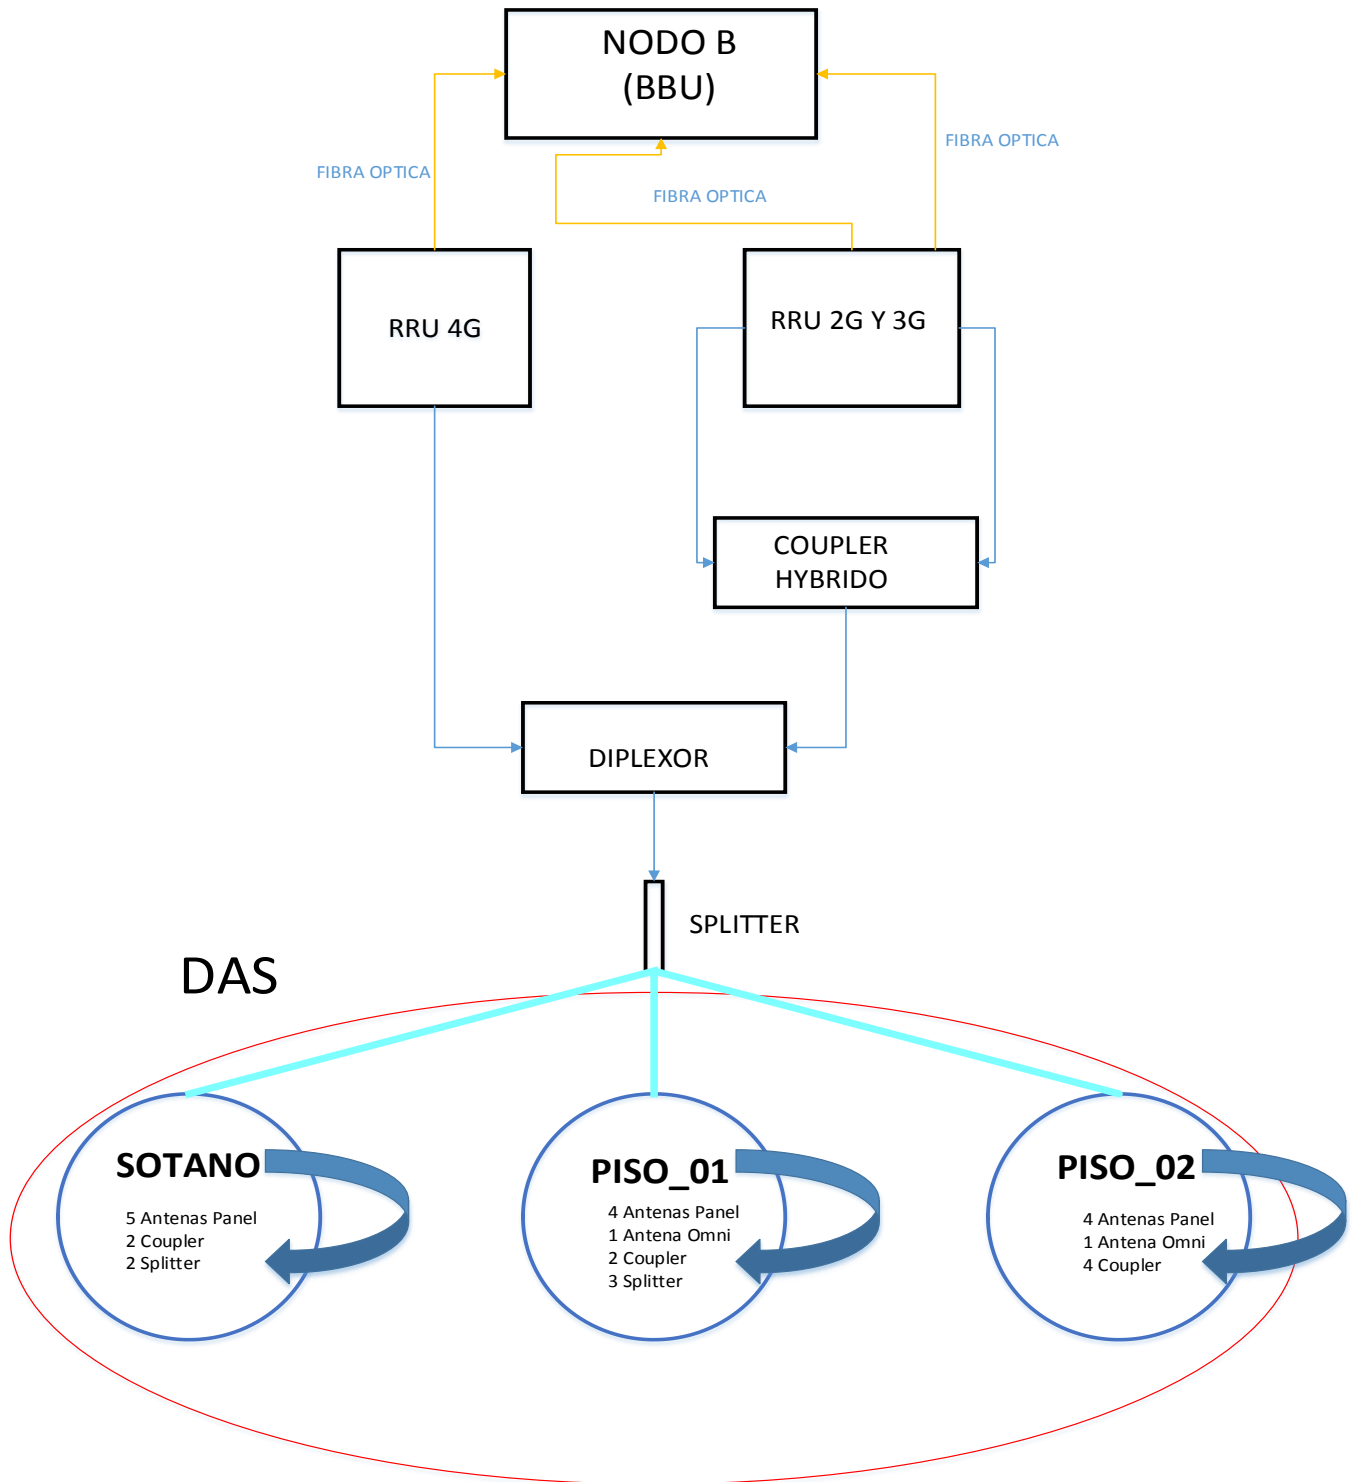 NODO B
(BBU)
FIBRA OPTICA
FIBRA OPTICA
FIBRA OPTICA
RRU 4G
RRU 2G Y 3G
COUPLER
HYBRIDO
DIPLEXOR
SPLITTER
DAS
SOTANO
5 Antenas Panel
2 Coupler
2 Splitter
PISO_01
4 Antenas Panel
1 Antena Omni
2 Coupler
3 Splitter
PISO_02
4 Antenas Panel
1 Antena Omni
4 Coupler